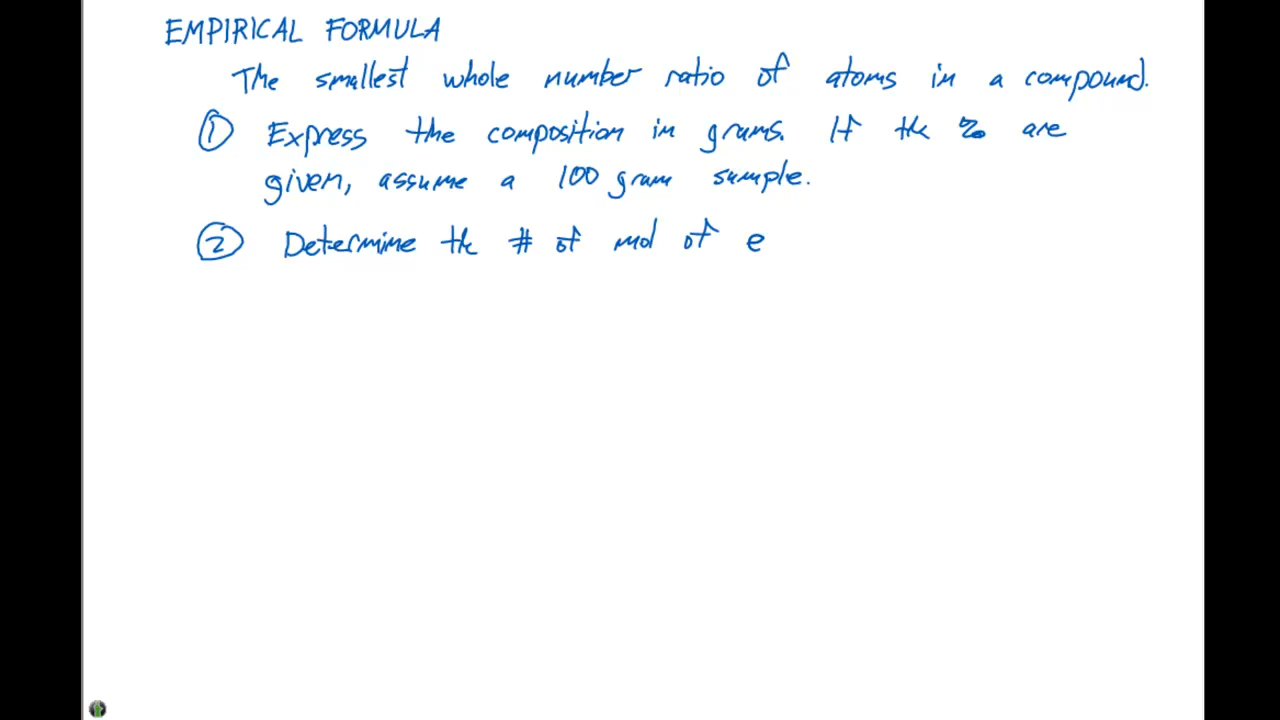 EMPIRICAL FORMULA
The smallest whole number ratio of atoms in a compound.
① Express the composition in grams. If the % are
given, assume a 100 gram sample.
② Determine the # of mol of e